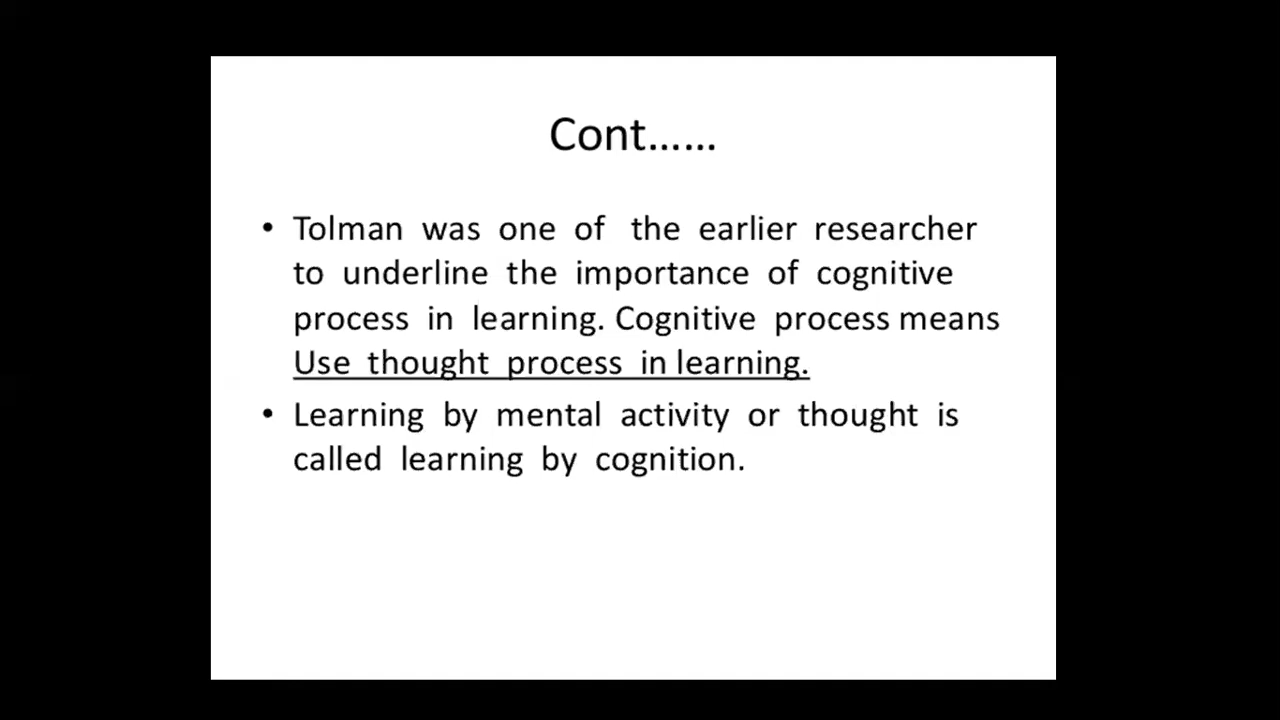 Cont……
• Tolman was one of the earlier researcher
to underline the importance of cognitive
process in learning. Cognitive process means
Use thought process in learning.
• Learning by mental activity or thought is
called learning by cognition.